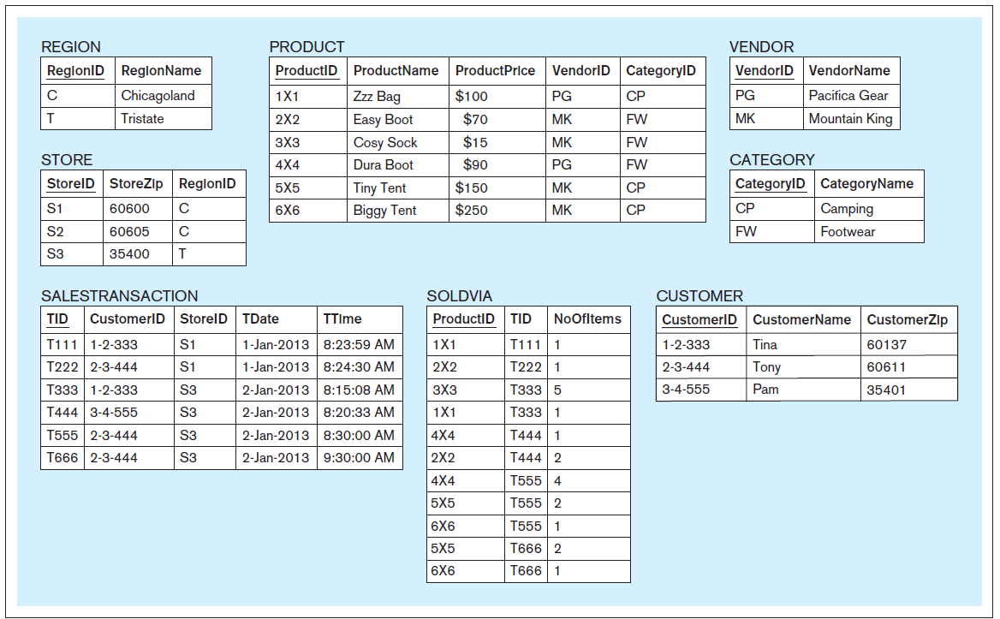 REGION
RegionID RegionName
C Chicagoland
T Tristate
PRODUCT
ProductID ProductName ProductPrice VendorID CategoryID
1X1 Zzz Bag $100 PG CP
2X2 Easy Boot $70 MK FW
3X3 Cosy Sock $15 MK FW
4X4 Dura Boot $90 PG FW
5X5 Tiny Tent $150 MK CP
6X6 Biggy Tent $250 MK CP
VENDOR
VendorID VendorName
PG Pacifica Gear
MK Mountain King
STORE
StoreID StoreZip RegionID
S1 60600 C
S2 60605 C
S3 35400 T
CATEGORY
CategoryID CategoryName
CP Camping
FW Footwear
SALESTRANSACTION
TID CustomerID StoreID TDate TTime
T111 1-2-333 S1 1-Jan-2013 8:23:59 AM
T222 2-3-444 S1 1-Jan-2013 8:24:30 AM
T333 1-2-333 S3 2-Jan-2013 8:15:08 AM
T444 3-4-555 S3 2-Jan-2013 8:20:33 AM
T555 2-3-444 S3 2-Jan-2013 8:30:00 AM
T666 2-3-444 S3 2-Jan-2013 9:30:00 AM
SOLDVIA
ProductID TID NoOfItems
1X1 T111 1
2X2 T222 1
3X3 T333 5
1X1 T333 1
4X4 T444 1
2X2 T444 2
4X4 T555 4
5X5 T555 2
6X6 T555 1
5X5 T666 2
6X6 T666 1
CUSTOMER
CustomerID CustomerName CustomerZip
1-2-333 Tina 60137
2-3-444 Tony 60611
3-4-555 Pam 35401